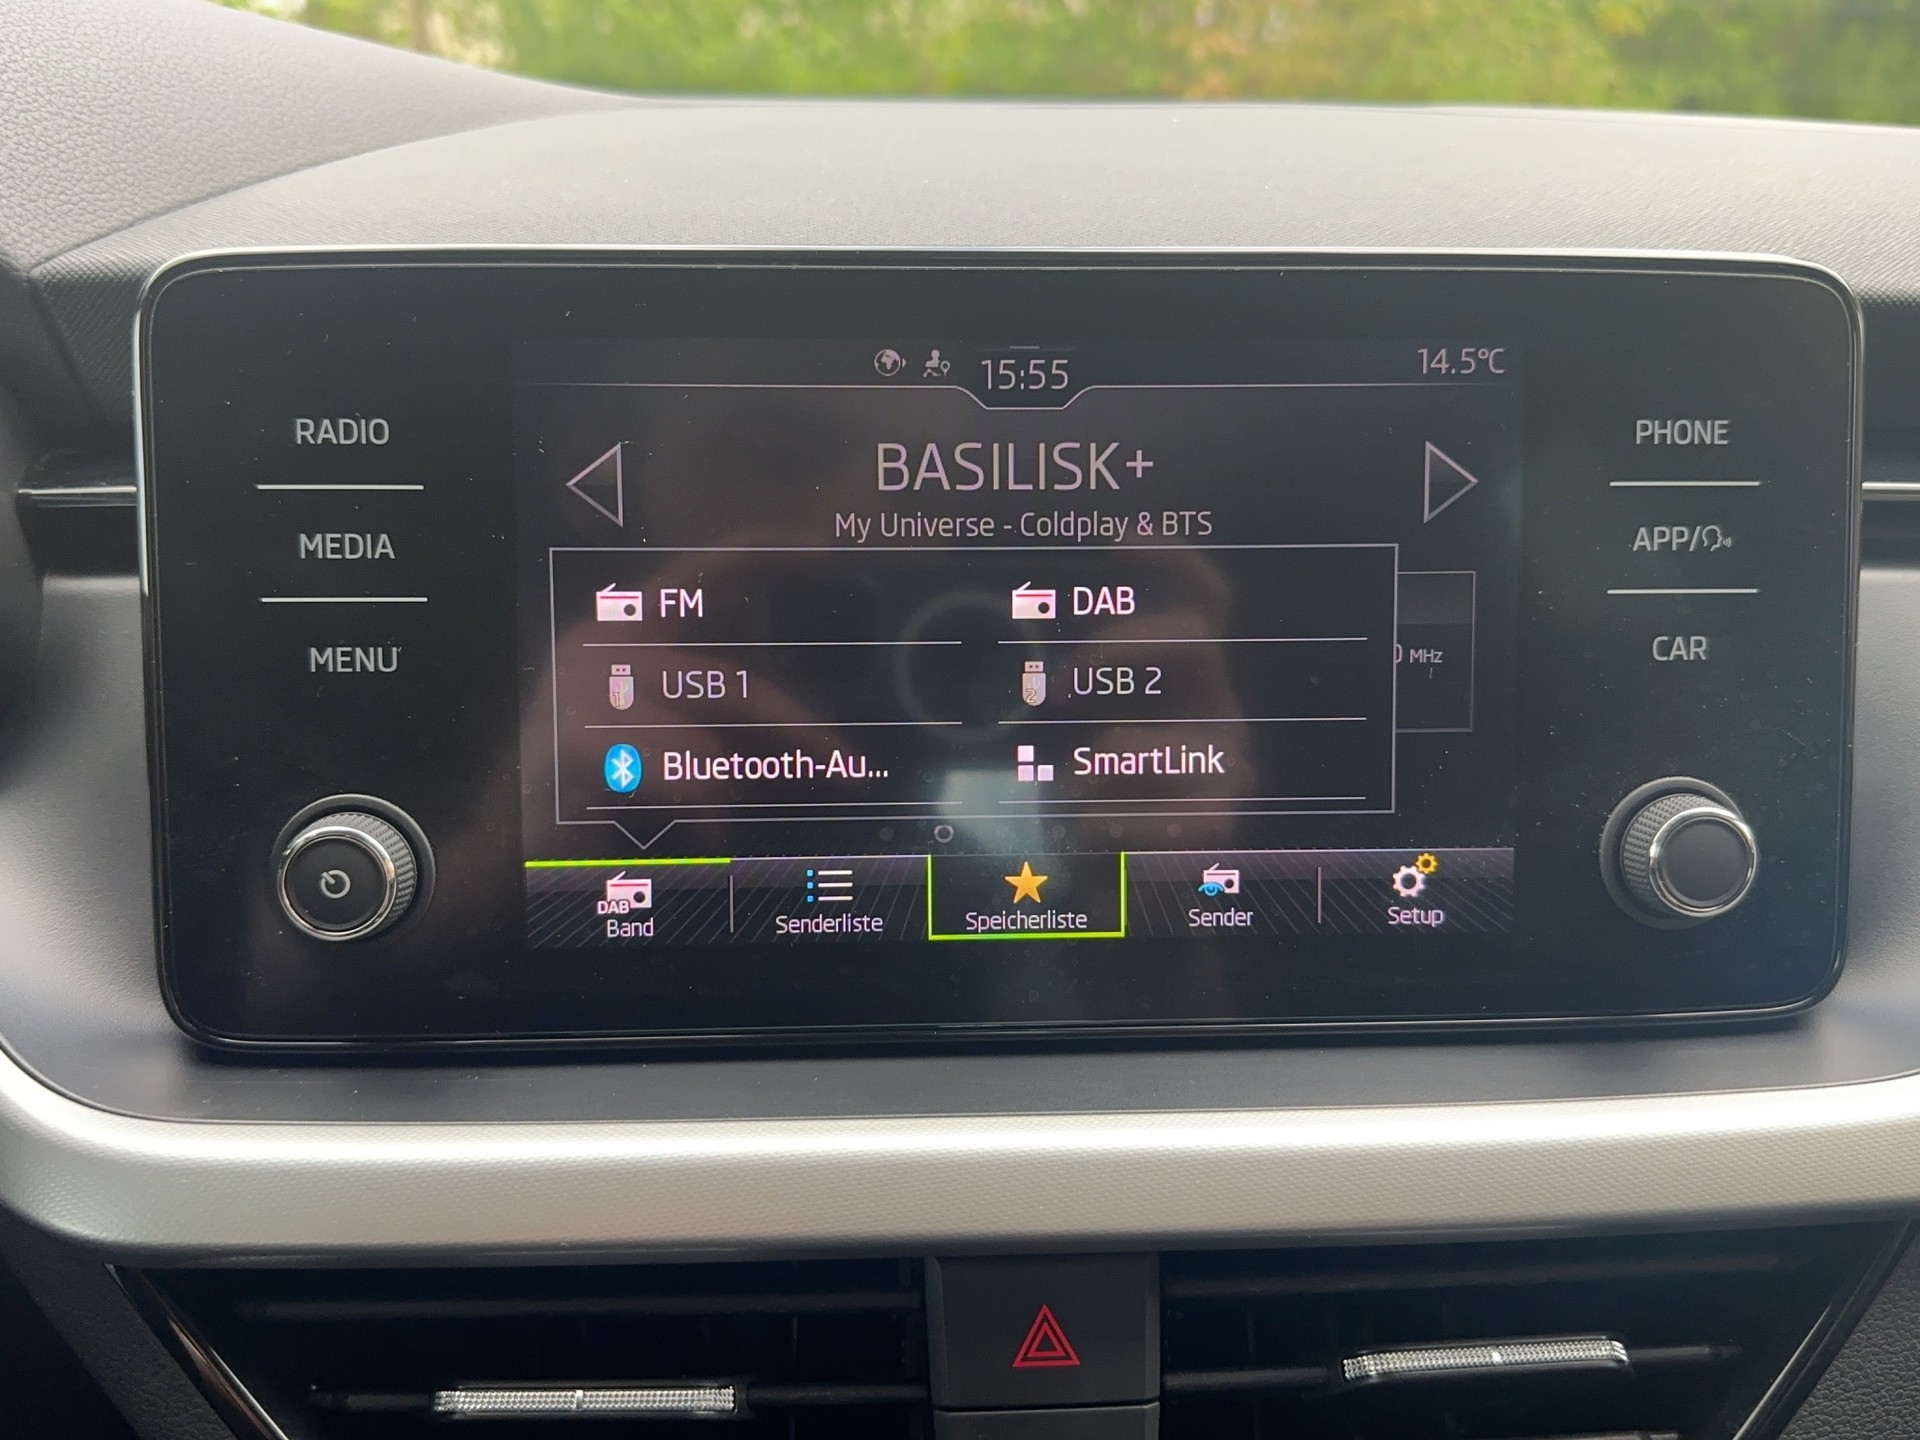 15:55
14.5°C
RADIO
MEDIA
MENU
BASILISK+
My Universe - Coldplay & BTS
FM
DAB
USB 1
USB 2
Bluetooth-Au...
SmartLink
MHz
DAB
Band
Senderliste
Speicherliste
Sender
Setup
PHONE
APP/
CAR